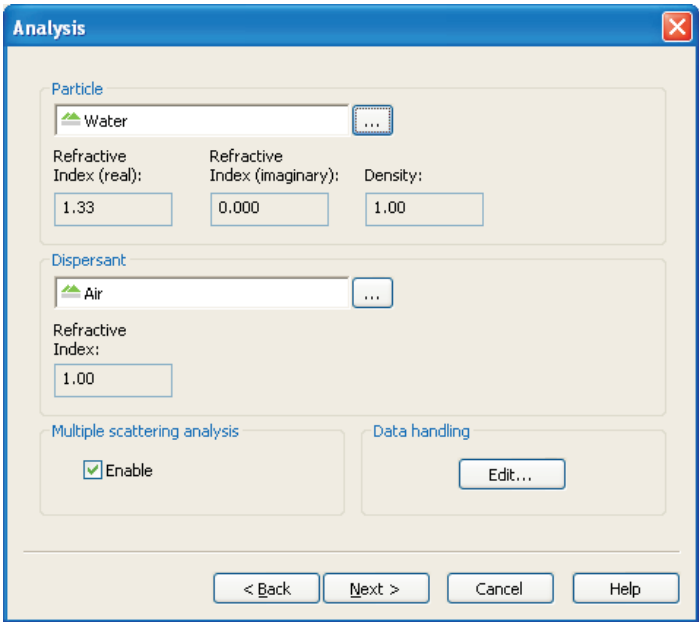 Analysis
Particle
Water
...
Refractive Index (real):
Refractive Index (imaginary):
Density:
1.33
0.000
1.00
Dispersant
Air
...
Refractive Index:
1.00
Multiple scattering analysis
Enable
Data handling
Edit...
< Back
Next >
Cancel
Help